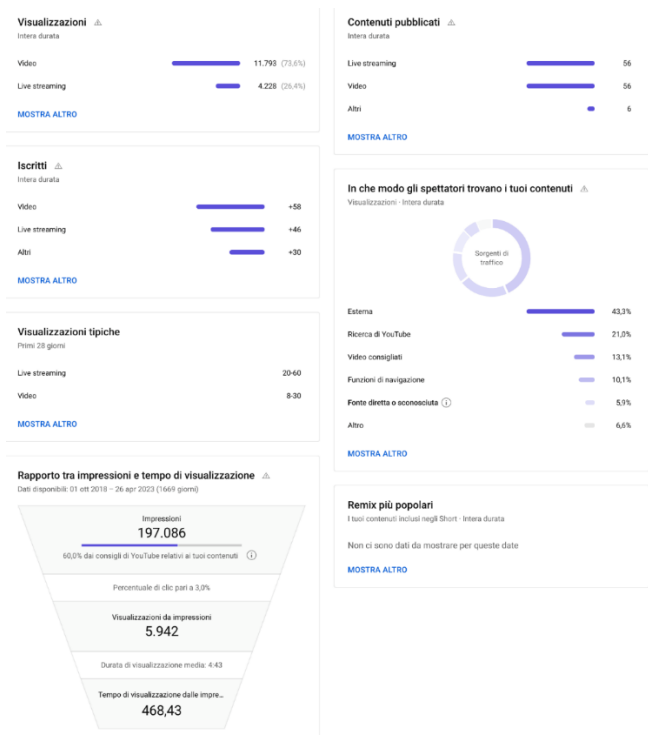 Visualizzazioni
Intera durata
Video 11.793 (73,6%)
Live streaming 4.228 (26,4%)
MOSTRA ALTRO
Iscritti
Intera durata
Video +58
Live streaming +46
Altri +30
MOSTRA ALTRO
Visualizzazioni tipiche
Primi 28 giorni
Live streaming 20-60
Video 8-30
MOSTRA ALTRO
Rapporto tra impressioni e tempo di visualizzazione
Dati disponibili: 01 ott 2018 – 26 apr 2023 (1669 giorni)
Impressioni
197.086
60,0% dai consigli di YouTube relativi ai tuoi contenuti
Percentuale di clic pari a 3,0%
Visualizzazioni da impressioni
5.942
Durata di visualizzazione media: 4:43
Tempo di visualizzazione dalle impre...
468,43
Contenuti pubblicati
Intera durata
Live streaming 56
Video 56
Altri 6
MOSTRA ALTRO
In che modo gli spettatori trovano i tuoi contenuti
Visualizzazioni · Intera durata
Sorgenti di
traffico
Esterna 43,3%
Ricerca di YouTube 21,0%
Video consigliati 13,1%
Funzioni di navigazione 10,1%
Fonte diretta o sconosciuta 5,9%
Altro 6,6%
MOSTRA ALTRO
Remix più popolari
I tuoi contenuti inclusi negli Short · Intera durata
Non ci sono dati da mostrare per queste date
MOSTRA ALTRO